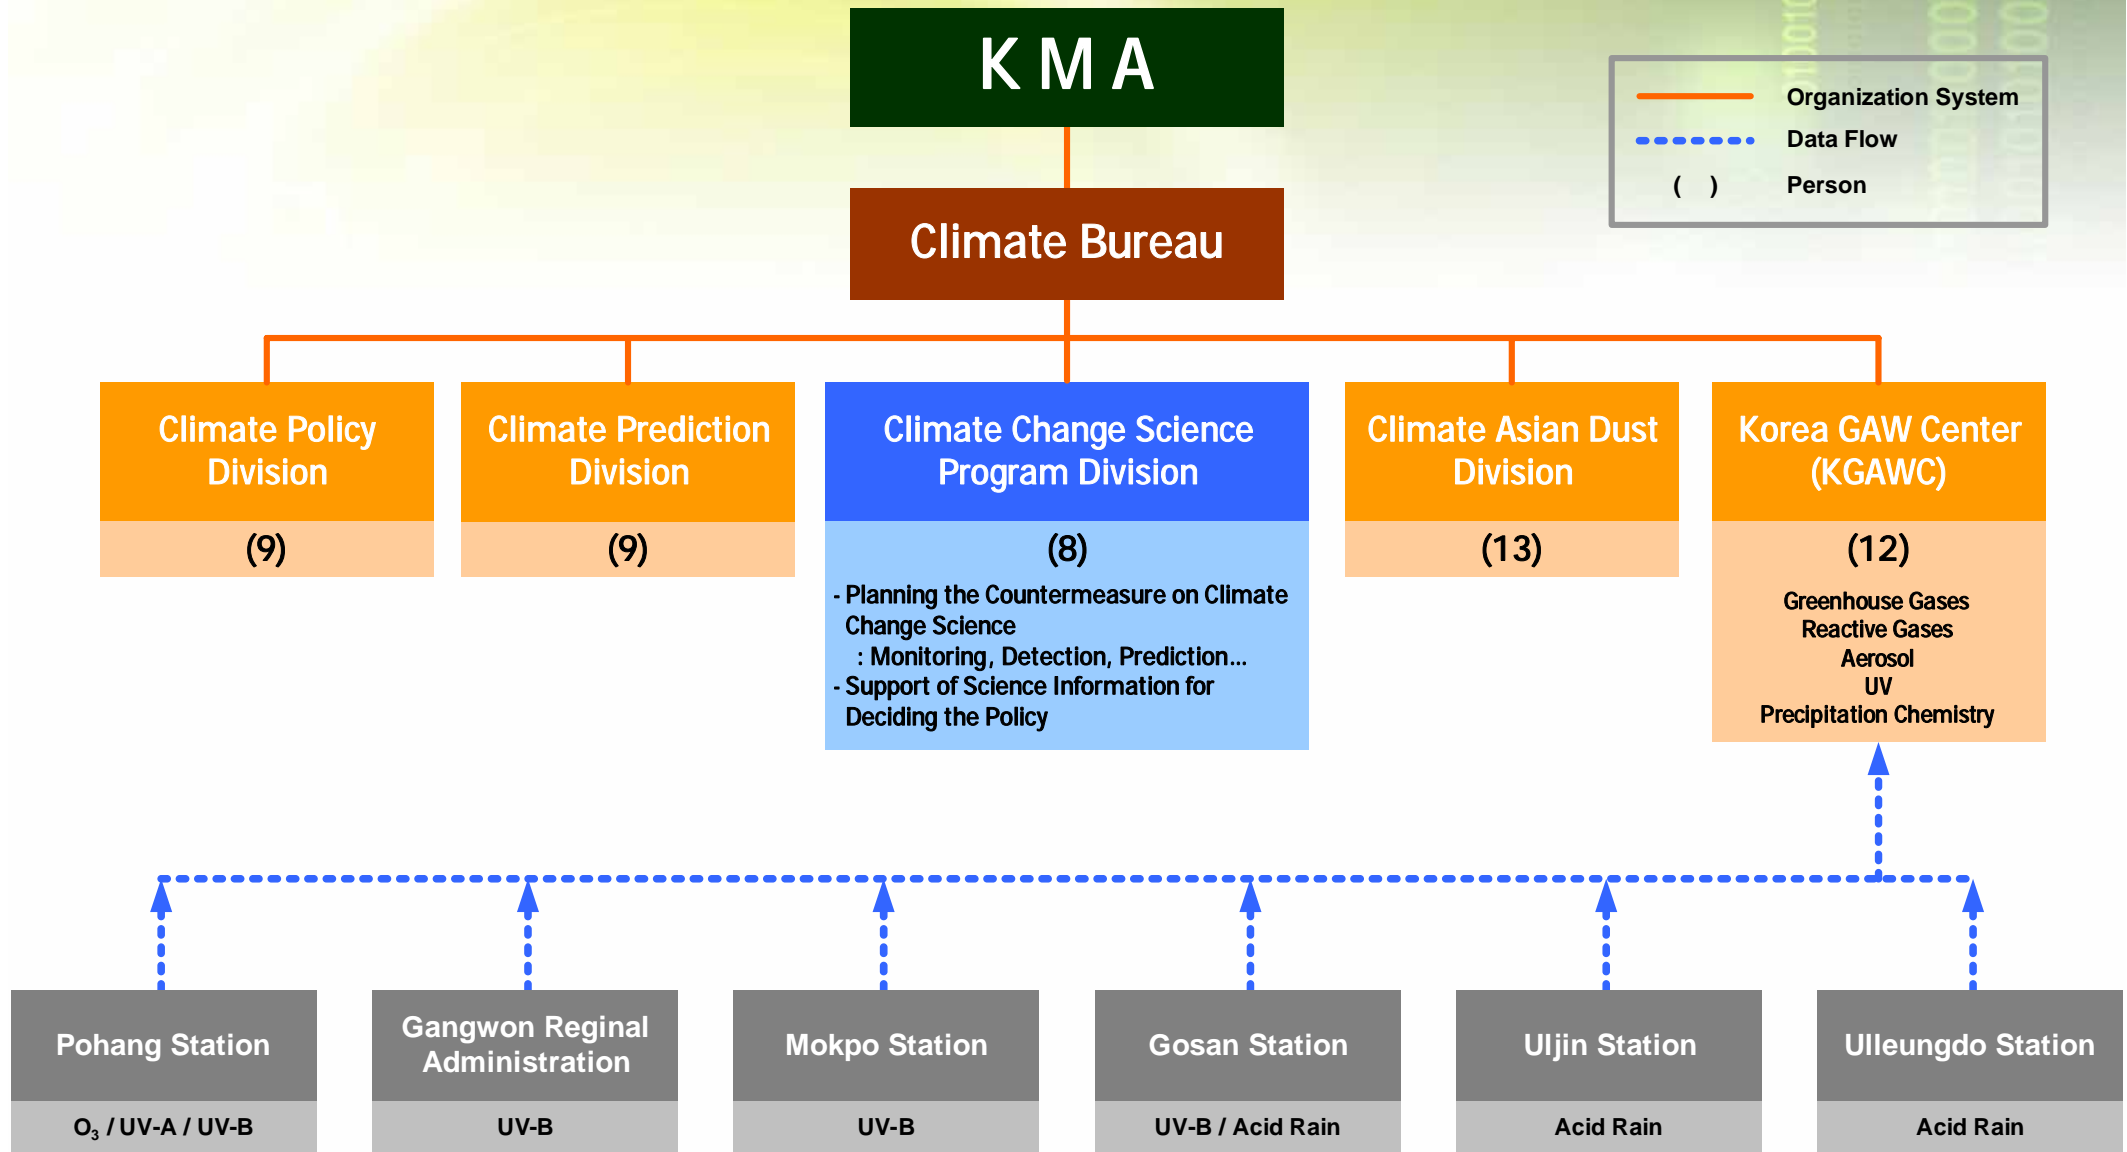 K M A
Organization System
Data Flow
( ) Person
Climate Bureau
Climate Policy
Division
(9)
Climate Prediction
Division
(9)
Climate Change Science
Program Division
(8)
- Planning the Countermeasure on Climate
Change Science
: Monitoring, Detection, Prediction...
- Support of Science Information for
Deciding the Policy
Climate Asian Dust
Division
(13)
Korea GAW Center
(KGAWC)
(12)
Greenhouse Gases
Reactive Gases
Aerosol
UV
Precipitation Chemistry
Pohang Station
O₃ / UV-A / UV-B
Gangwon Reginal
Administration
UV-B
Mokpo Station
UV-B
Gosan Station
UV-B / Acid Rain
Uljin Station
Acid Rain
Ulleungdo Station
Acid Rain